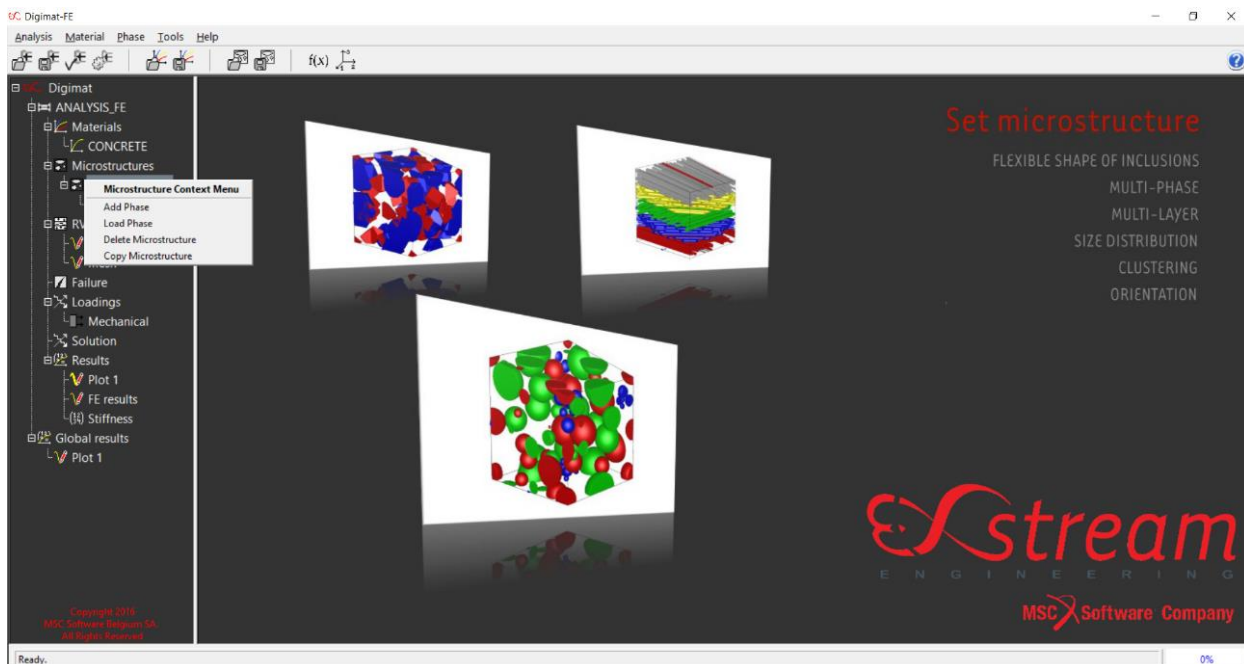 Digimat-FE
Analysis Material Phase Tools Help
f(x)
Digimat
ANALYSIS_FE
Materials
CONCRETE
Microstructures
Microstructure Context Menu
Add Phase
Load Phase
Delete Microstructure
Copy Microstructure
Failure
Loadings
Mechanical
Solution
Results
Plot 1
FE results
Stiffness
Global results
Plot 1
Copyright 2016
MSC Software Belgium SA
All Rights Reserved
Set microstructure
FLEXIBLE SHAPE OF INCLUSIONS
MULTI-PHASE
MULTI-LAYER
SIZE DISTRIBUTION
CLUSTERING
ORIENTATION
eXstream
ENGINEERING
MSC Software Company
Ready.
0%